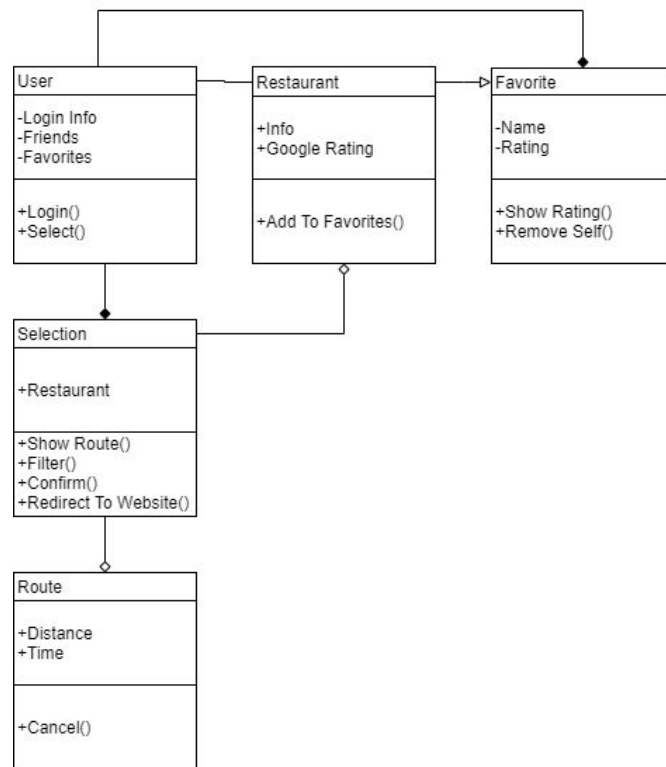 User
-Login Info
-Friends
-Favorites
+Login()
+Select()
Restaurant
+Info
+Google Rating
+Add To Favorites()
Favorite
-Name
-Rating
+Show Rating()
+Remove Self()
Selection
+Restaurant
+Show Route()
+Filter()
+Confirm()
+Redirect To Website()
Route
+Distance
+Time
+Cancel()